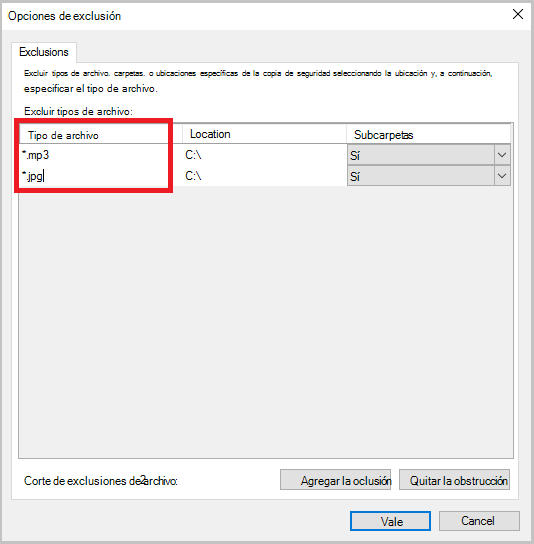 Opciones de exclusión
Exclusions
Excluir tipos de archivo. carpetas. o ubicaciones específicas de la copia de seguridad seleccionando la ubicación y, a continuación,
especificar el tipo de archivo.
Excluir tipos de archivo:
Tipo de archivo Location Subcarpetas
*.mp3 C:\ Sí
*.jpg C:\ Sí
Corte de exclusiones de archivo: 2
Agregar la oclusión Quitar la obstrucción
Vale Cancel